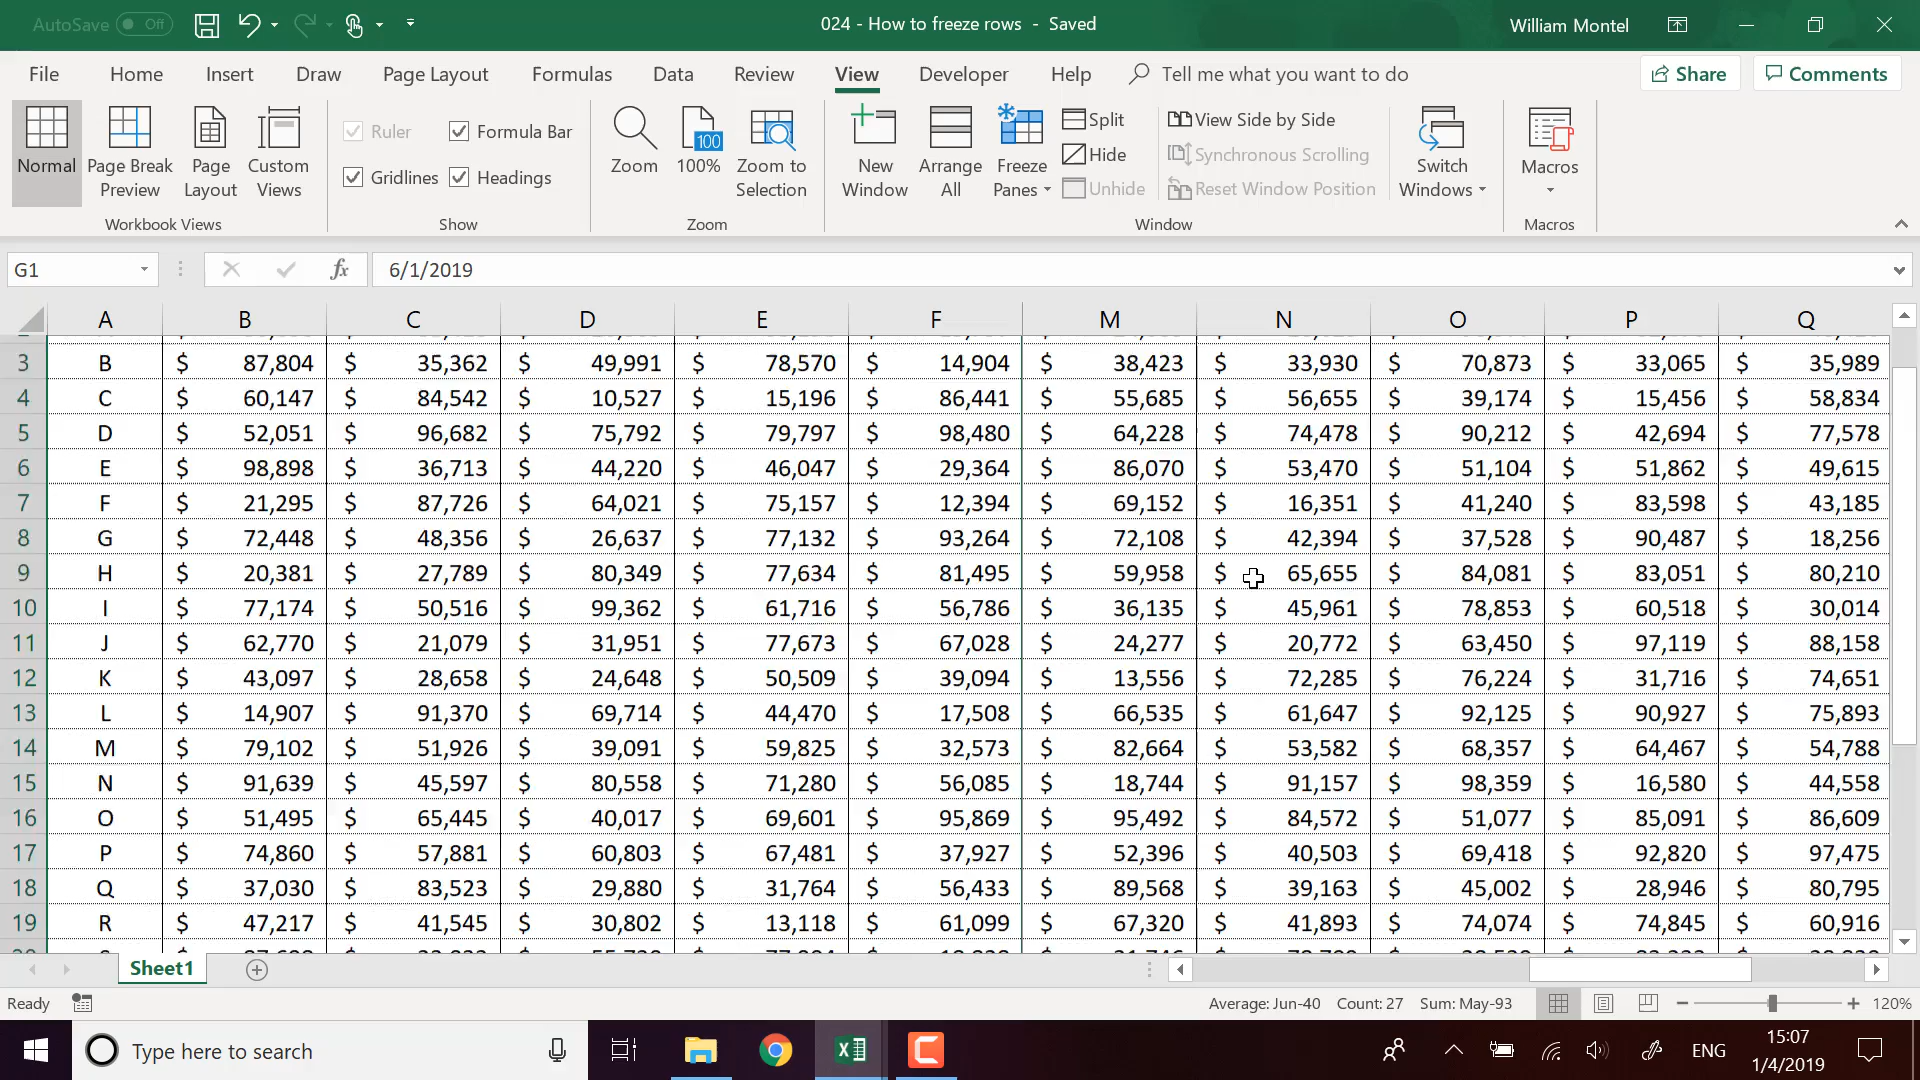 AutoSave Off 024 - How to freeze rows - Saved William Montel
File Home Insert Draw Page Layout Formulas Data Review View Developer Help Tell me what you want to do Share Comments
Normal Page Break Preview Page Layout Custom Views
Workbook Views
Ruler Formula Bar
Gridlines Headings
Show
Zoom 100 100% Zoom to Selection
Zoom
New Window Arrange All Freeze Panes
Split View Side by Side
Hide Synchronous Scrolling
Unhide Reset Window Position
Switch Windows
Window
Macros
Macros
G1 fx 6/1/2019
A B C D E F M N O P Q
3 B $ 87,804 $ 35,362 $ 49,991 $ 78,570 $ 14,904 $ 38,423 $ 33,930 $ 70,873 $ 33,065 $ 35,989
4 C $ 60,147 $ 84,542 $ 10,527 $ 15,196 $ 86,441 $ 55,685 $ 56,655 $ 39,174 $ 15,456 $ 58,834
5 D $ 52,051 $ 96,682 $ 75,792 $ 79,797 $ 98,480 $ 64,228 $ 74,478 $ 90,212 $ 42,694 $ 77,578
6 E $ 98,898 $ 36,713 $ 44,220 $ 46,047 $ 29,364 $ 86,070 $ 53,470 $ 51,104 $ 51,862 $ 49,615
7 F $ 21,295 $ 87,726 $ 64,021 $ 75,157 $ 12,394 $ 69,152 $ 16,351 $ 41,240 $ 83,598 $ 43,185
8 G $ 72,448 $ 48,356 $ 26,637 $ 77,132 $ 93,264 $ 72,108 $ 42,394 $ 37,528 $ 90,487 $ 18,256
9 H $ 20,381 $ 27,789 $ 80,349 $ 77,634 $ 81,495 $ 59,958 $ 65,655 $ 84,081 $ 83,051 $ 80,210
10 I $ 77,174 $ 50,516 $ 99,362 $ 61,716 $ 56,786 $ 36,135 $ 45,961 $ 78,853 $ 60,518 $ 30,014
11 J $ 62,770 $ 21,079 $ 31,951 $ 77,673 $ 67,028 $ 24,277 $ 20,772 $ 63,450 $ 97,119 $ 88,158
12 K $ 43,097 $ 28,658 $ 24,648 $ 50,509 $ 39,094 $ 13,556 $ 72,285 $ 76,224 $ 31,716 $ 74,651
13 L $ 14,907 $ 91,370 $ 69,714 $ 44,470 $ 17,508 $ 66,535 $ 61,647 $ 92,125 $ 90,927 $ 75,893
14 M $ 79,102 $ 51,926 $ 39,091 $ 59,825 $ 32,573 $ 82,664 $ 53,582 $ 68,357 $ 64,467 $ 54,788
15 N $ 91,639 $ 45,597 $ 80,558 $ 71,280 $ 56,085 $ 18,744 $ 91,157 $ 98,359 $ 16,580 $ 44,558
16 O $ 51,495 $ 65,445 $ 40,017 $ 69,601 $ 95,869 $ 95,492 $ 84,572 $ 51,077 $ 85,091 $ 86,609
17 P $ 74,860 $ 57,881 $ 60,803 $ 67,481 $ 37,927 $ 52,396 $ 40,503 $ 69,418 $ 92,820 $ 97,475
18 Q $ 37,030 $ 83,523 $ 29,880 $ 31,764 $ 56,433 $ 89,568 $ 39,163 $ 45,002 $ 28,946 $ 80,795
19 R $ 47,217 $ 41,545 $ 30,802 $ 13,118 $ 61,099 $ 67,320 $ 41,893 $ 74,074 $ 74,845 $ 60,916
Sheet1
Ready Average: Jun-40 Count: 27 Sum: May-93 120%
Type here to search ENG 15:07
1/4/2019